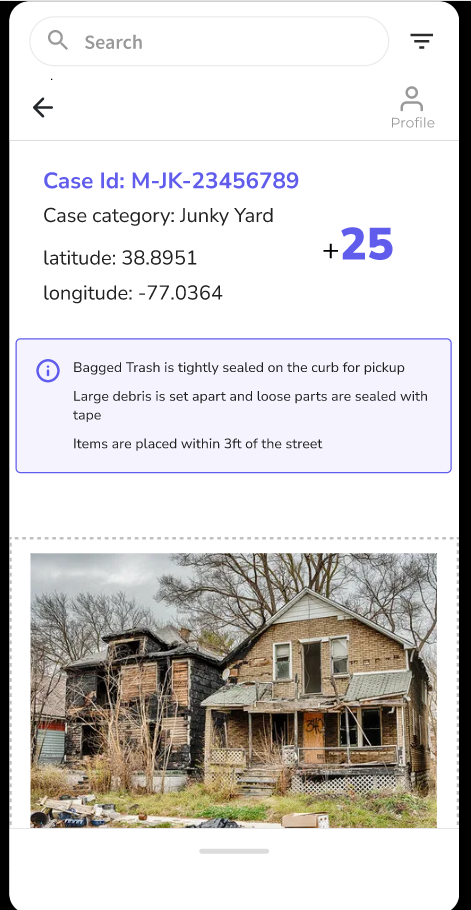 Search
Profile
Case Id: M-JK-23456789
Case category: Junky Yard
+25
latitude: 38.8951
longitude: -77.0364
Bagged Trash is tightly sealed on the curb for pickup
Large debris is set apart and loose parts are sealed with
tape
Items are placed within 3ft of the street